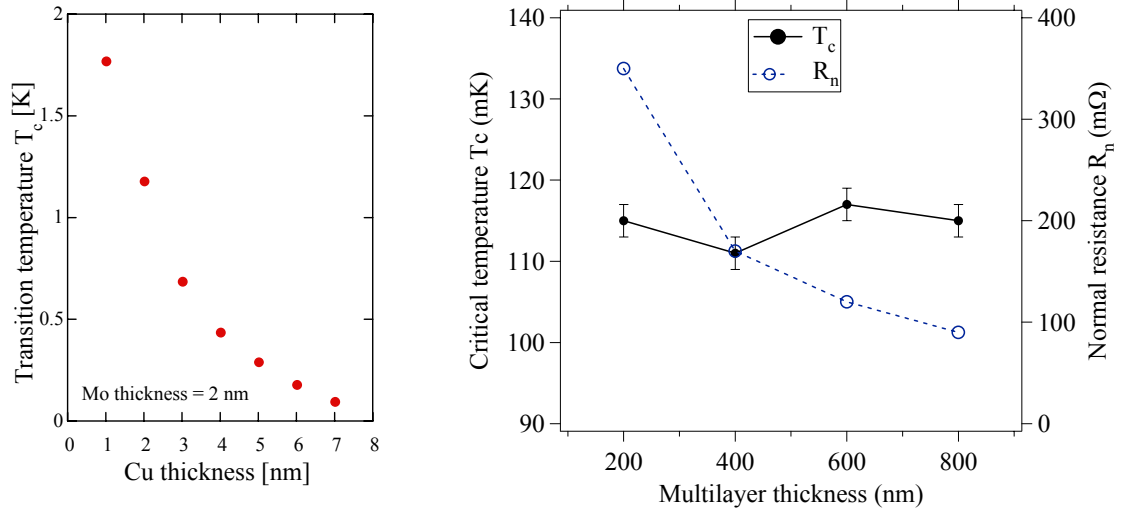 Transition temperature T_c [K]
2
1.5
1
0.5
0
Mo thickness = 2 nm
0 1 2 3 4 5 6 7 8
Cu thickness [nm]
Critical temperature Tc (mK)
140
130
120
110
100
90
T_c
R_n
400
300
200
100
0
Normal resistance R_n (mΩ)
200 400 600 800
Multilayer thickness (nm)